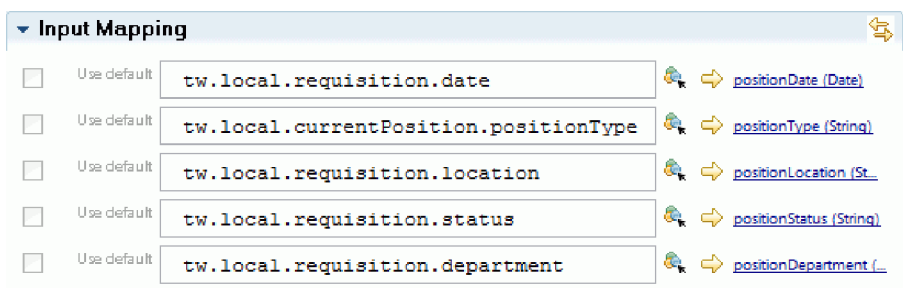 Input Mapping
Use default tw.local.requisition.date positionDate (Date)
Use default tw.local.currentPosition.positionType positionType (String)
Use default tw.local.requisition.location positionLocation (St...
Use default tw.local.requisition.status positionStatus (String)
Use default tw.local.requisition.department positionDepartment (...